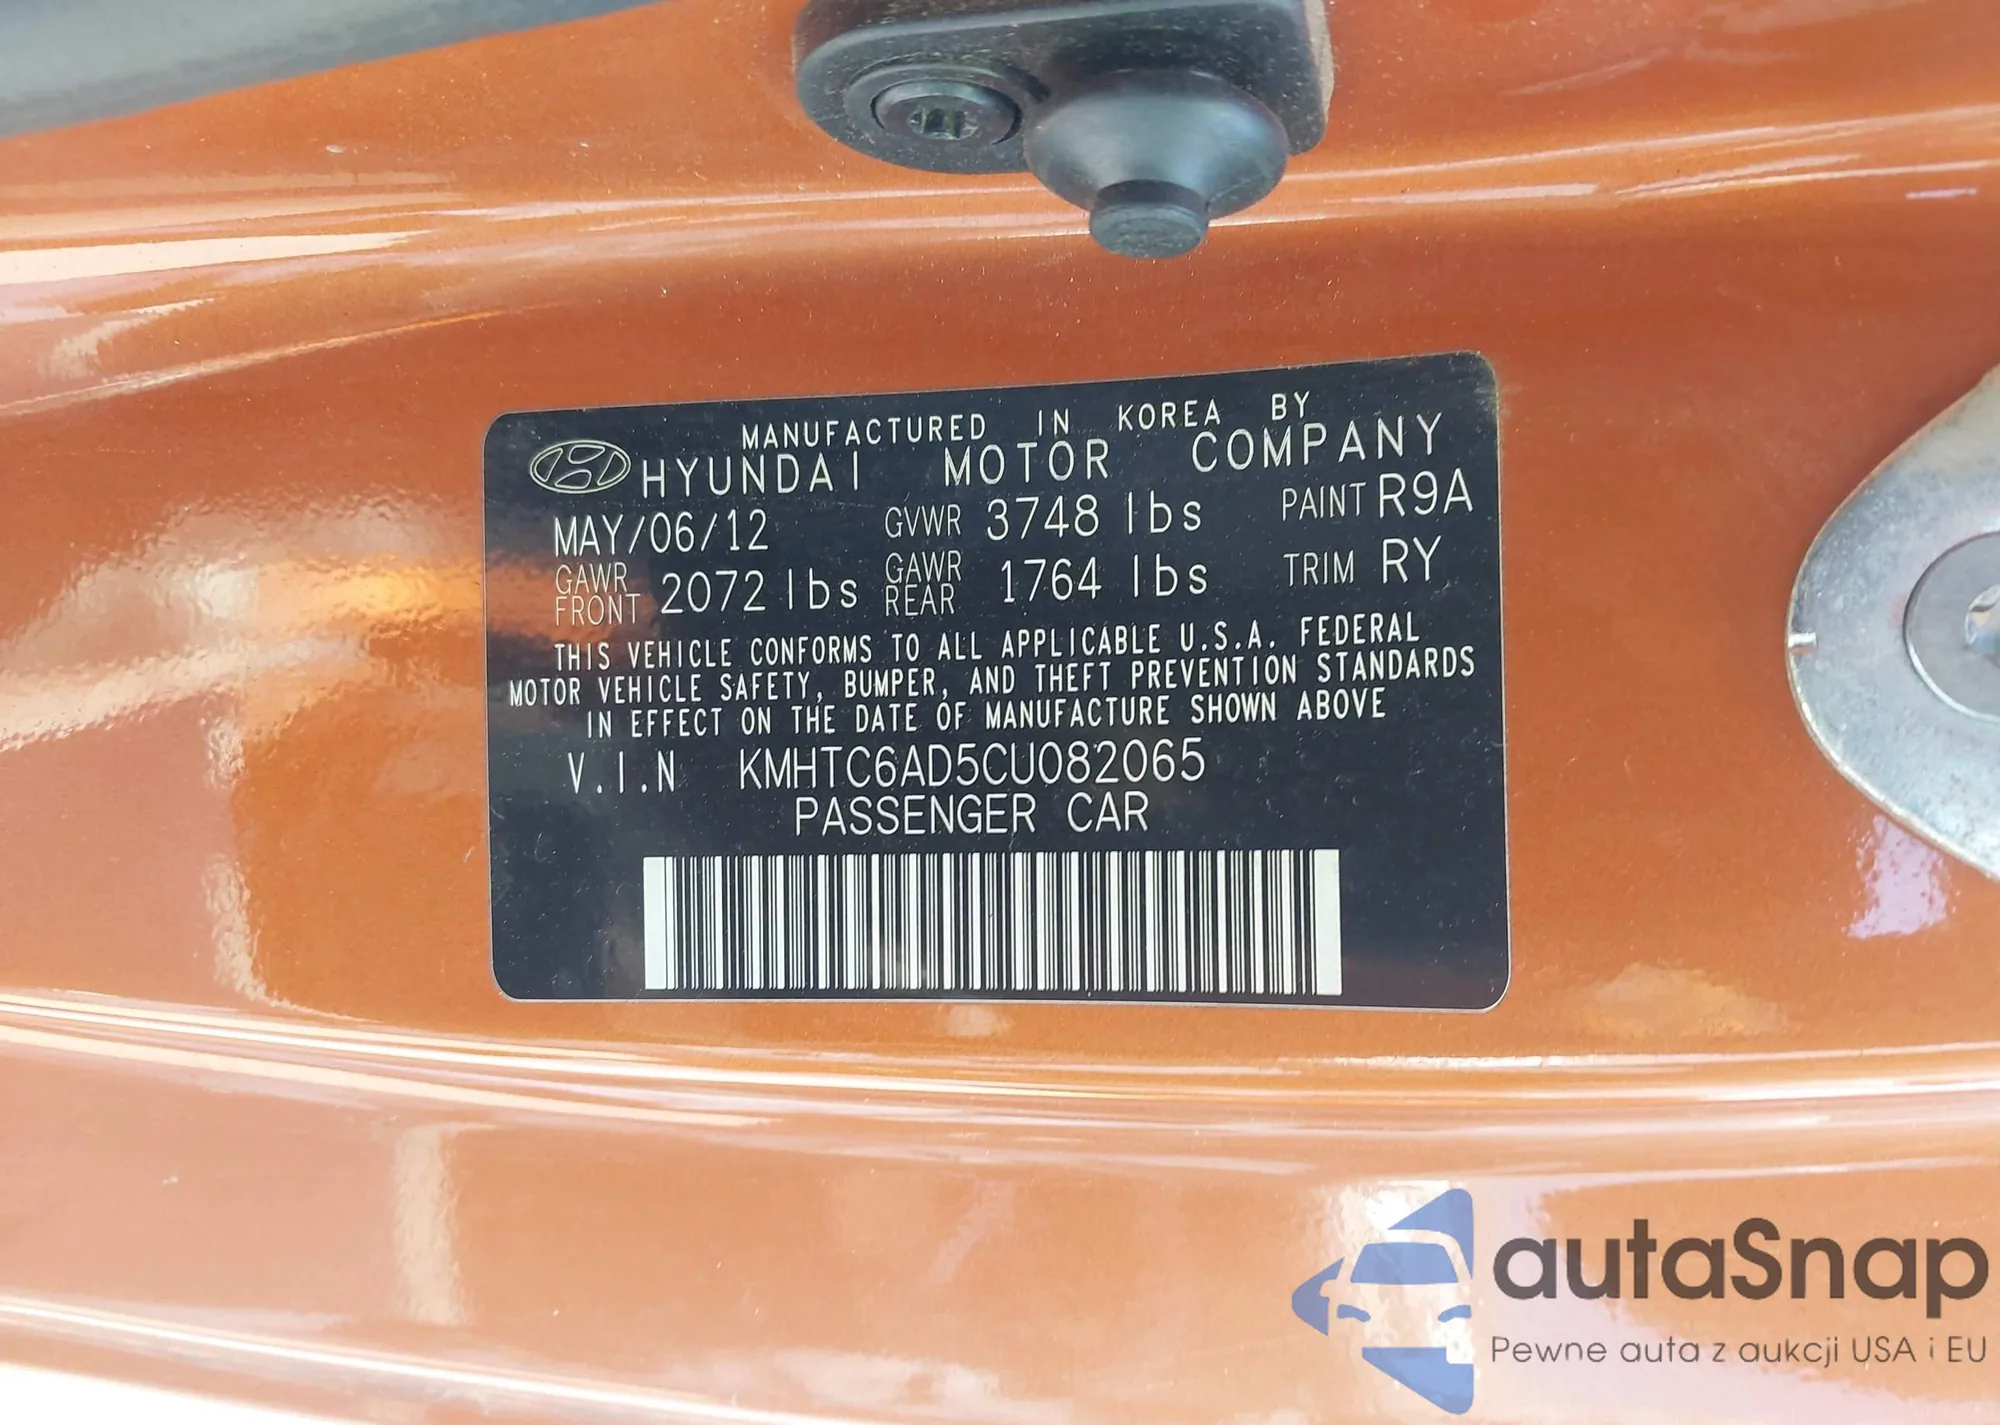 MANUFACTURED IN KOREA BY
HYUNDAI MOTOR COMPANY
MAY/06/12 GVWR 3748 lbs PAINT R9A
GAWR FRONT 2072 lbs GAWR REAR 1764 lbs TRIM RY
THIS VEHICLE CONFORMS TO ALL APPLICABLE U.S.A. FEDERAL
MOTOR VEHICLE SAFETY, BUMPER, AND THEFT PREVENTION STANDARDS
IN EFFECT ON THE DATE OF MANUFACTURE SHOWN ABOVE
V.I.N KMHTC6AD5CU082065
PASSENGER CAR
autaSnap
Pewne auta z aukcji USA i EU